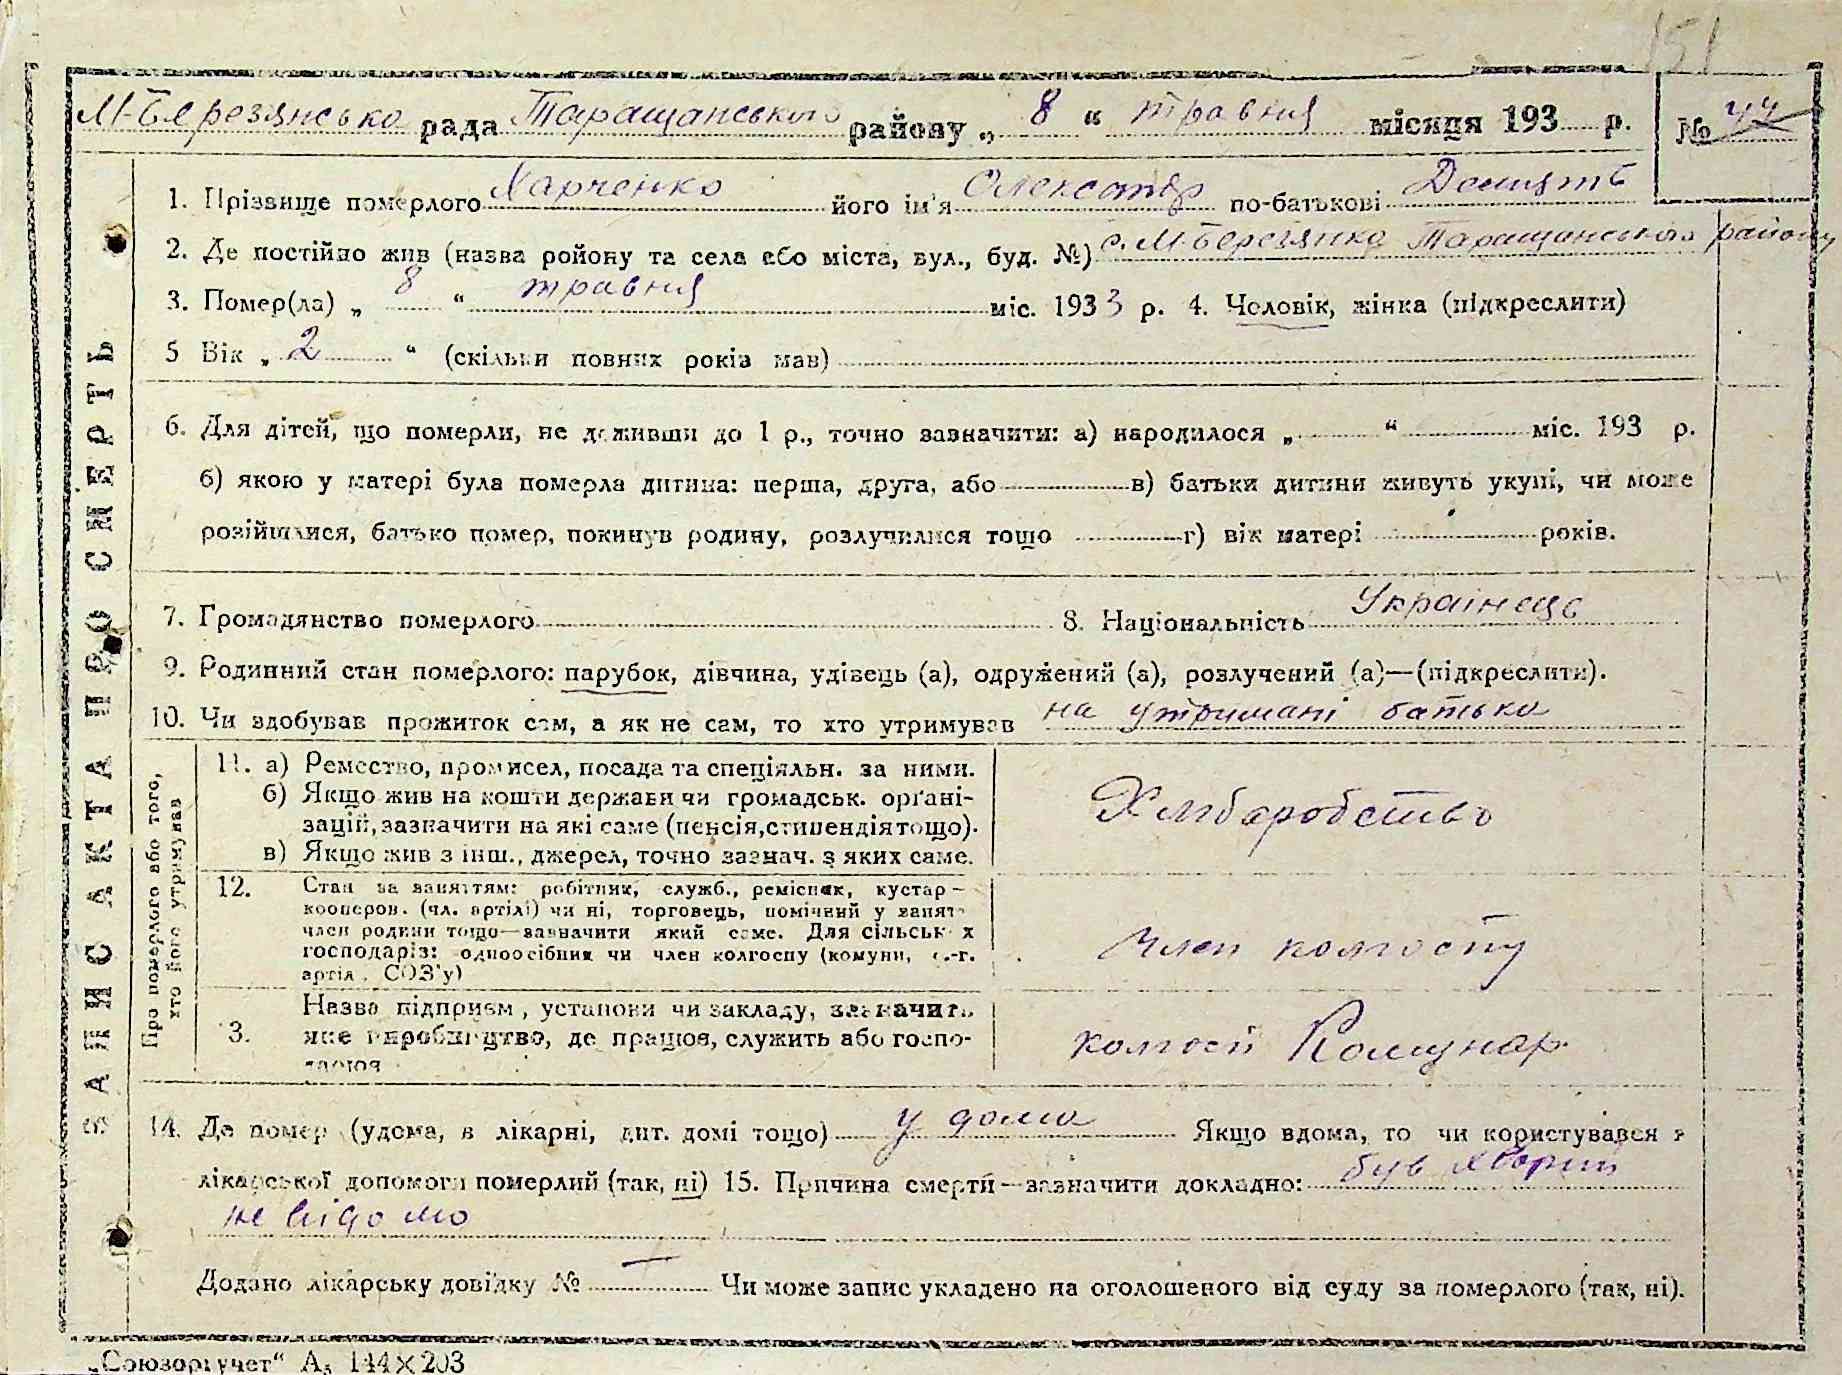 151
М-Березянсько рада Таращанського району „ 8 “ травня місяця 193 р. № 44
1. Прізвище померлого Харченко його ім'я Олександр по-батькові
2. Де постійно жив (назва ройону та села або міста, вул., буд. №) с. М-Березянка Таращанського району
3. Помер(ла) „ 8 “ травня міс. 1933 р. 4. Чоловік, жінка (підкреслити)
5 Вік „ 2 “ (скільки повних років мав)
6. Для дітей, що померли, не доживши до 1 р., точно зазначити: а) народилося „ “ міс. 193 р.
б) якою у матері була померла дитина: перша, друга, або в) батьки дитини живуть укупі, чи може
розійшлися, батько помер, покинув родину, розлучилися тощо г) вік матері років.
7. Громадянство померлого 8. Національність Українець
9. Родинний стан померлого: парубок, дівчина, удівець (а), одружений (а), розлучений (а)—(підкреслити).
10. Чи здобував прожиток сам, а як не сам, то хто утримував на утримані батька
ЗАПИС АКТА ПРО СМЕРТЬ
Про померлого або того,
хто його утримував
11. а) Ремество, промисел, посада та спеціяльн. за ними.
б) Якщо жив на кошти держави чи громадськ. орґані-
зацій, зазначити на які саме (пенсія, стипендія тощо).
в) Якщо жив з інш., джерел, точно зазнач. з яких саме.
Хліборобство
12. Стан за заняттям: робітник, служб., ремісник, кустар—
кооперов. (чл. артілі) чи ні, торговець, помічний у занят
член родини тощо—зазначити який саме. Для сільськ х
господарів: одноосібник чи член колгоспу (комуни, с.-г.
артіл . СОЗ'у)
Член колгоспу
3. Назва підприєм , установи чи закладу, зазначить
яке виробництво, де працює, служить або госпо-
дарює
колгосп Комунар.
14. Де помер (удома, в лікарні, дит. домі тощо) у дома Якщо вдома, то чи користувався з
лікарської допомоги померлий (так, ні) 15. Причина смерти—зазначити докладно: був хворий
не відомо
Додано лікарську довідку № — Чи може запис укладено на оголошеного від суду за померлого (так, ні).
„Союзоргучет“ А₅ 144×203